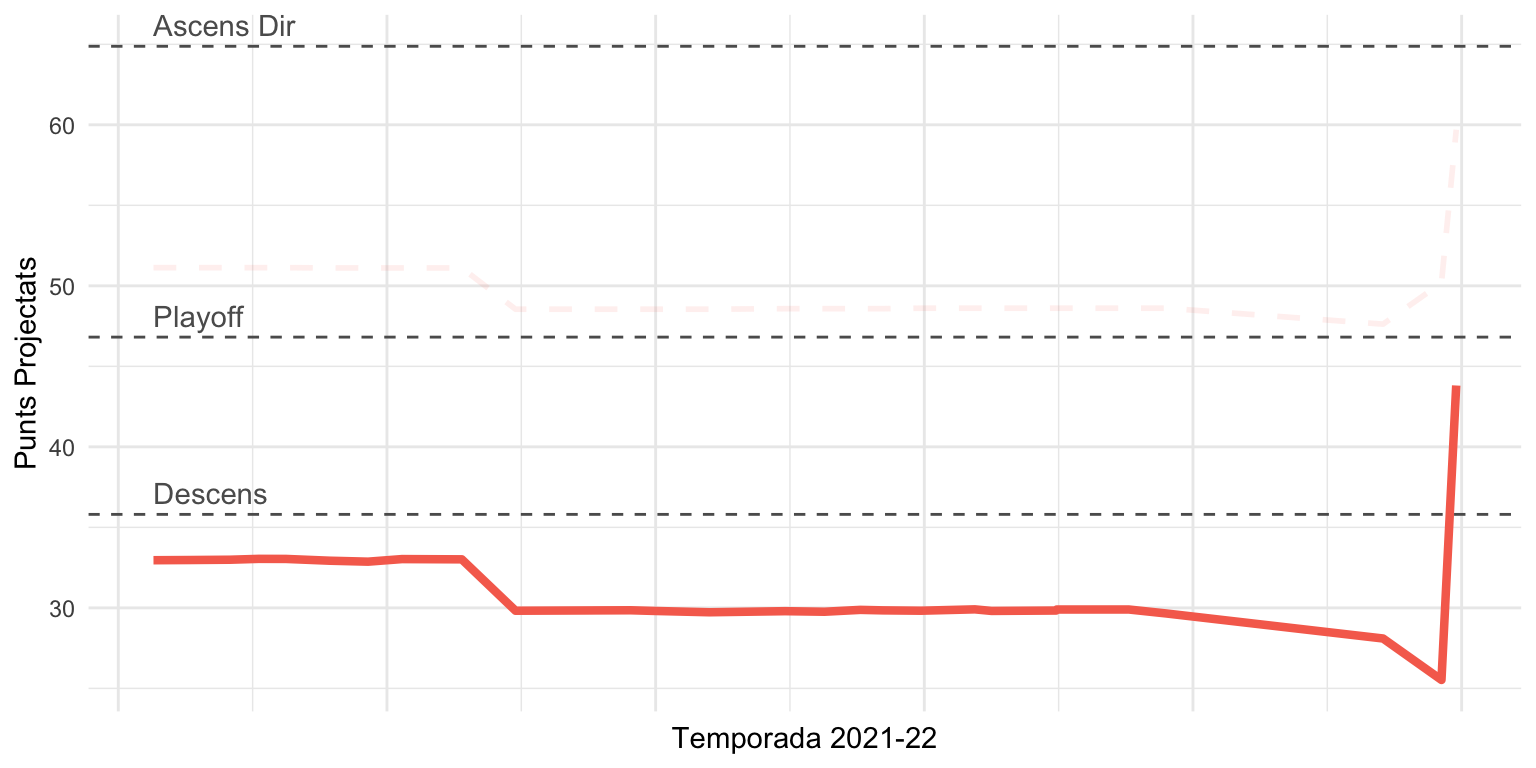 Ascens Dir
60
50
Playoff
Punts Projectats
40
Descens
30
Temporada 2021-22